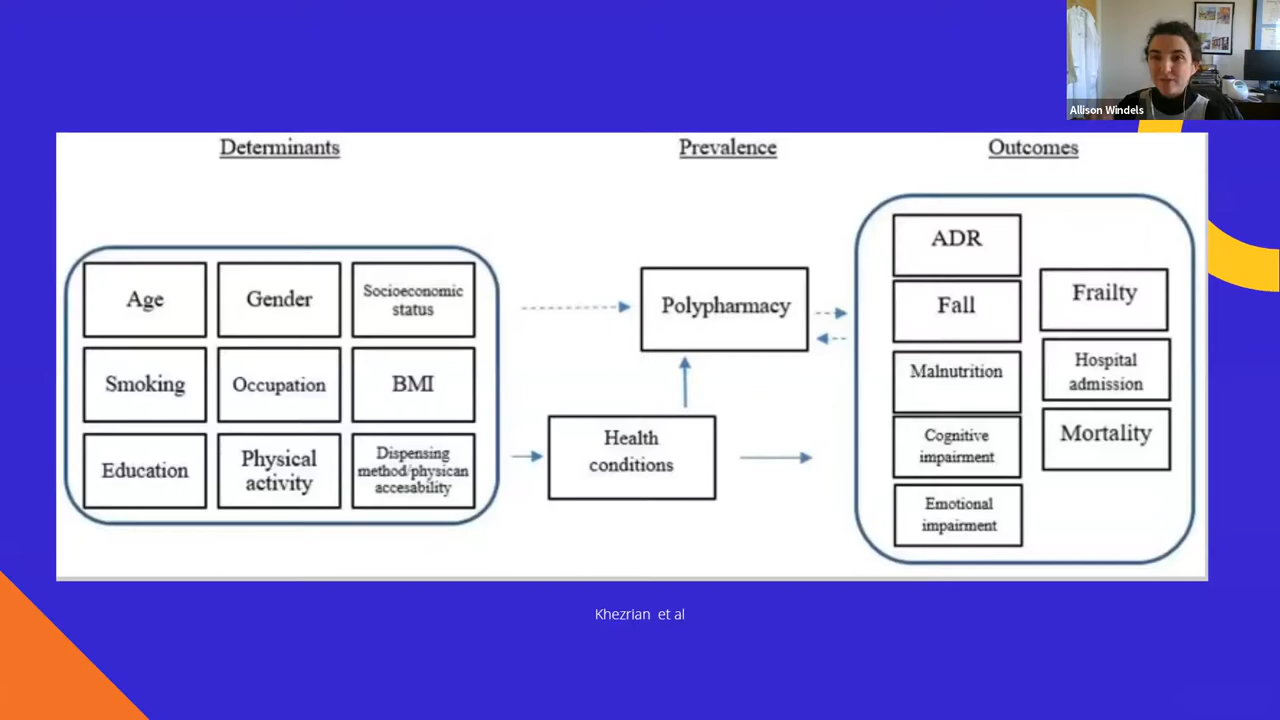 Allison Windels
Determinants
Prevalence
Outcomes
Age
Gender
Socioeconomic
status
Smoking
Occupation
BMI
Education
Physical
activity
Dispensing
method/physican
accesability
Polypharmacy
Health
conditions
ADR
Fall
Malnutrition
Cognitive
impairment
Emotional
impairment
Frailty
Hospital
admission
Mortality
Khezrian et al